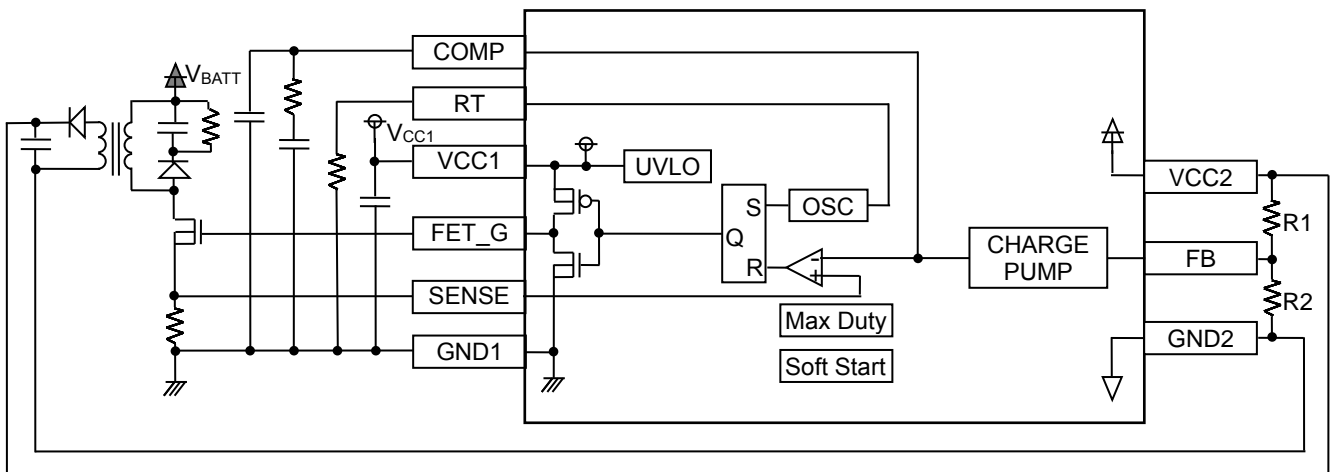 COMP
VBATT
RT
VCC1
VCC1
UVLO
VCC2
S
OSC
R1
FET_G
Q
CHARGE
PUMP
FB
R
-
+
SENSE
R2
Max Duty
GND1
GND2
Soft Start